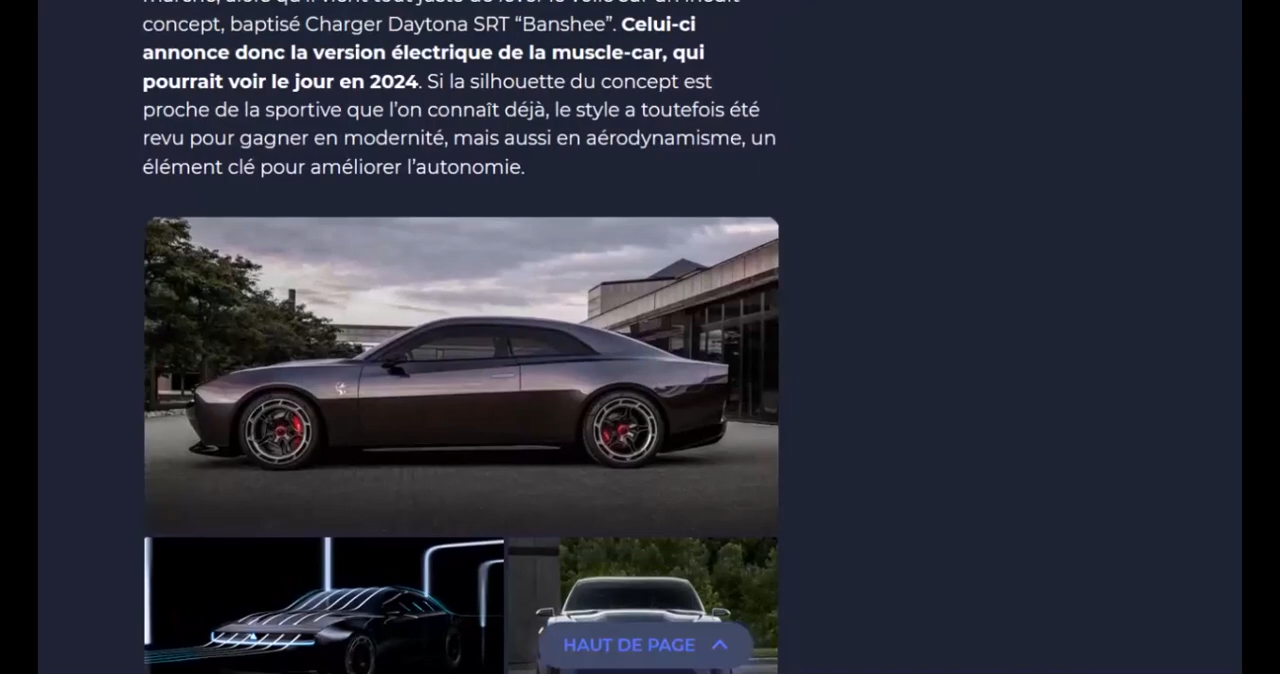 concept, baptisé Charger Daytona SRT “Banshee”. Celui-ci
annonce donc la version électrique de la muscle-car, qui
pourrait voir le jour en 2024. Si la silhouette du concept est
proche de la sportive que l’on connaît déjà, le style a toutefois été
revu pour gagner en modernité, mais aussi en aérodynamisme, un
élément clé pour améliorer l’autonomie.
HAUT DE PAGE